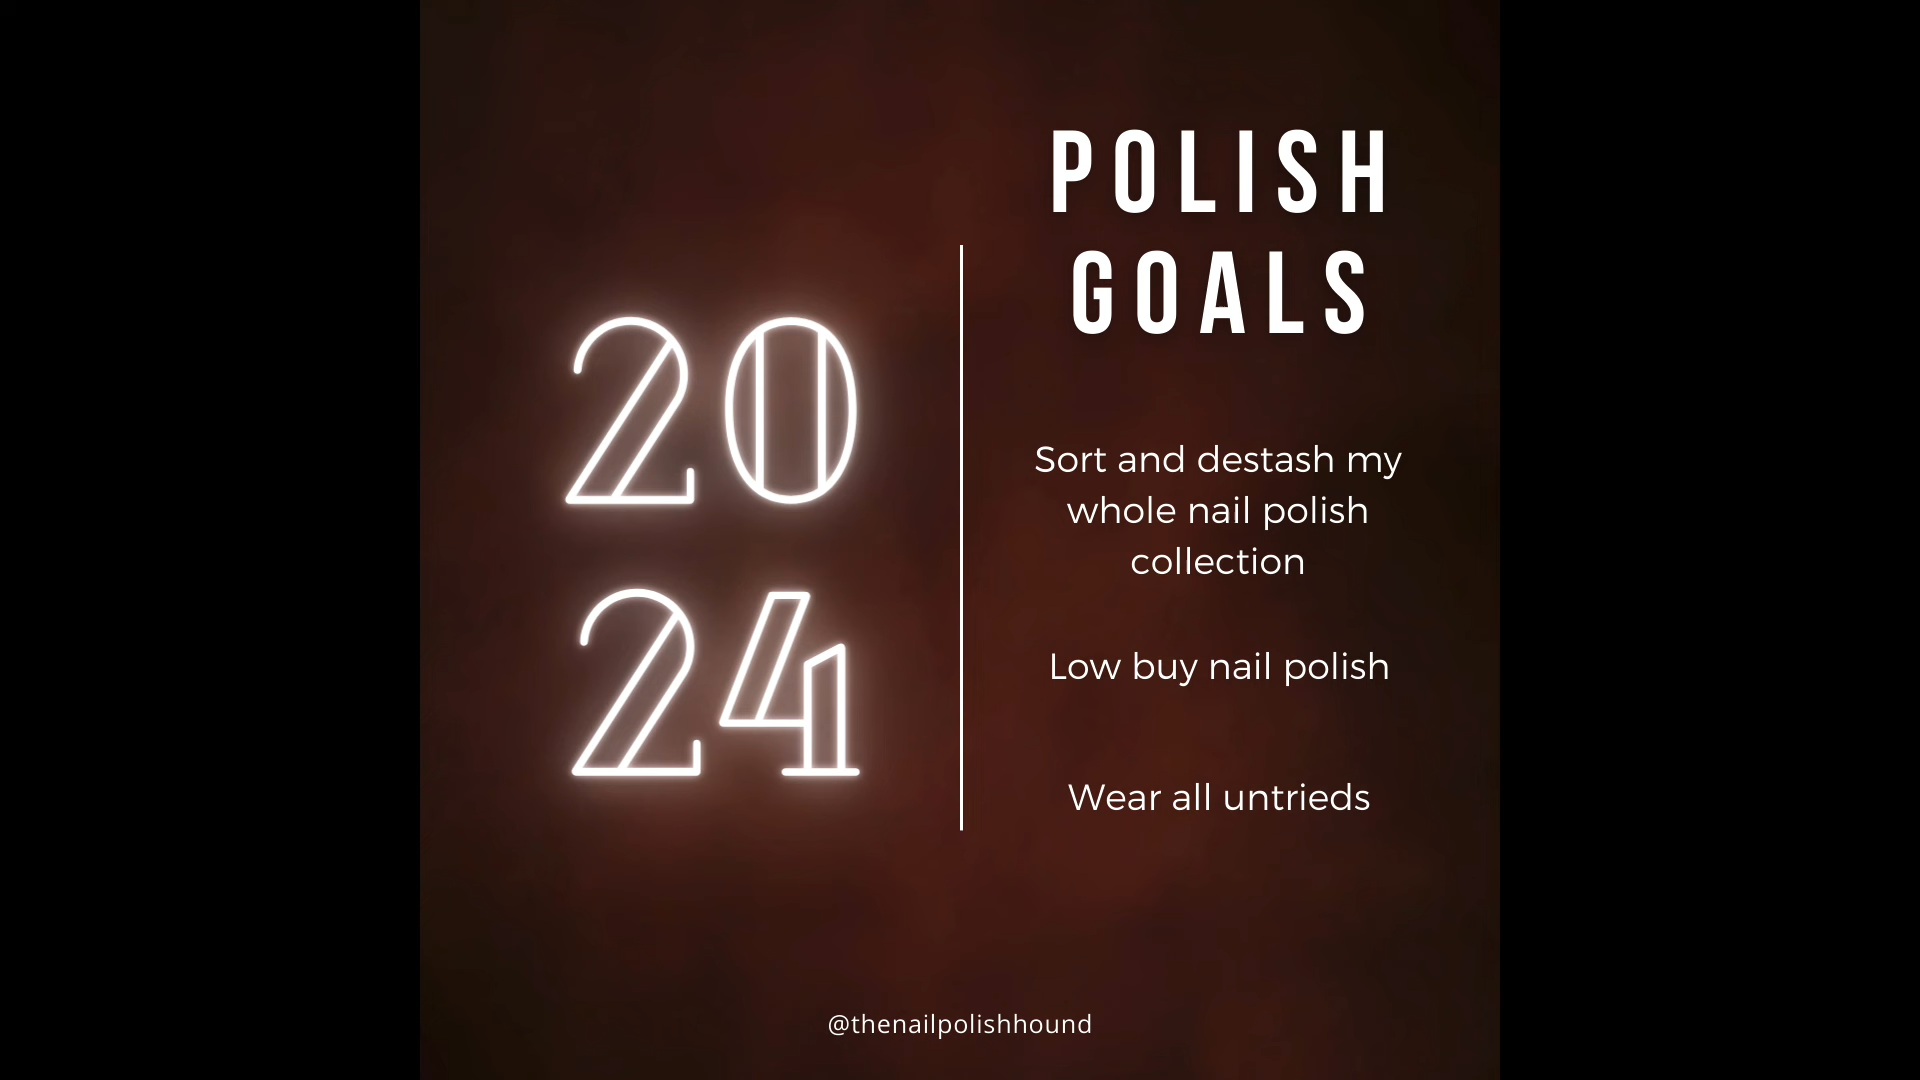 20
24
POLISH
GOALS
Sort and destash my
whole nail polish
collection
Low buy nail polish
Wear all untrieds
@thenailpolishhound